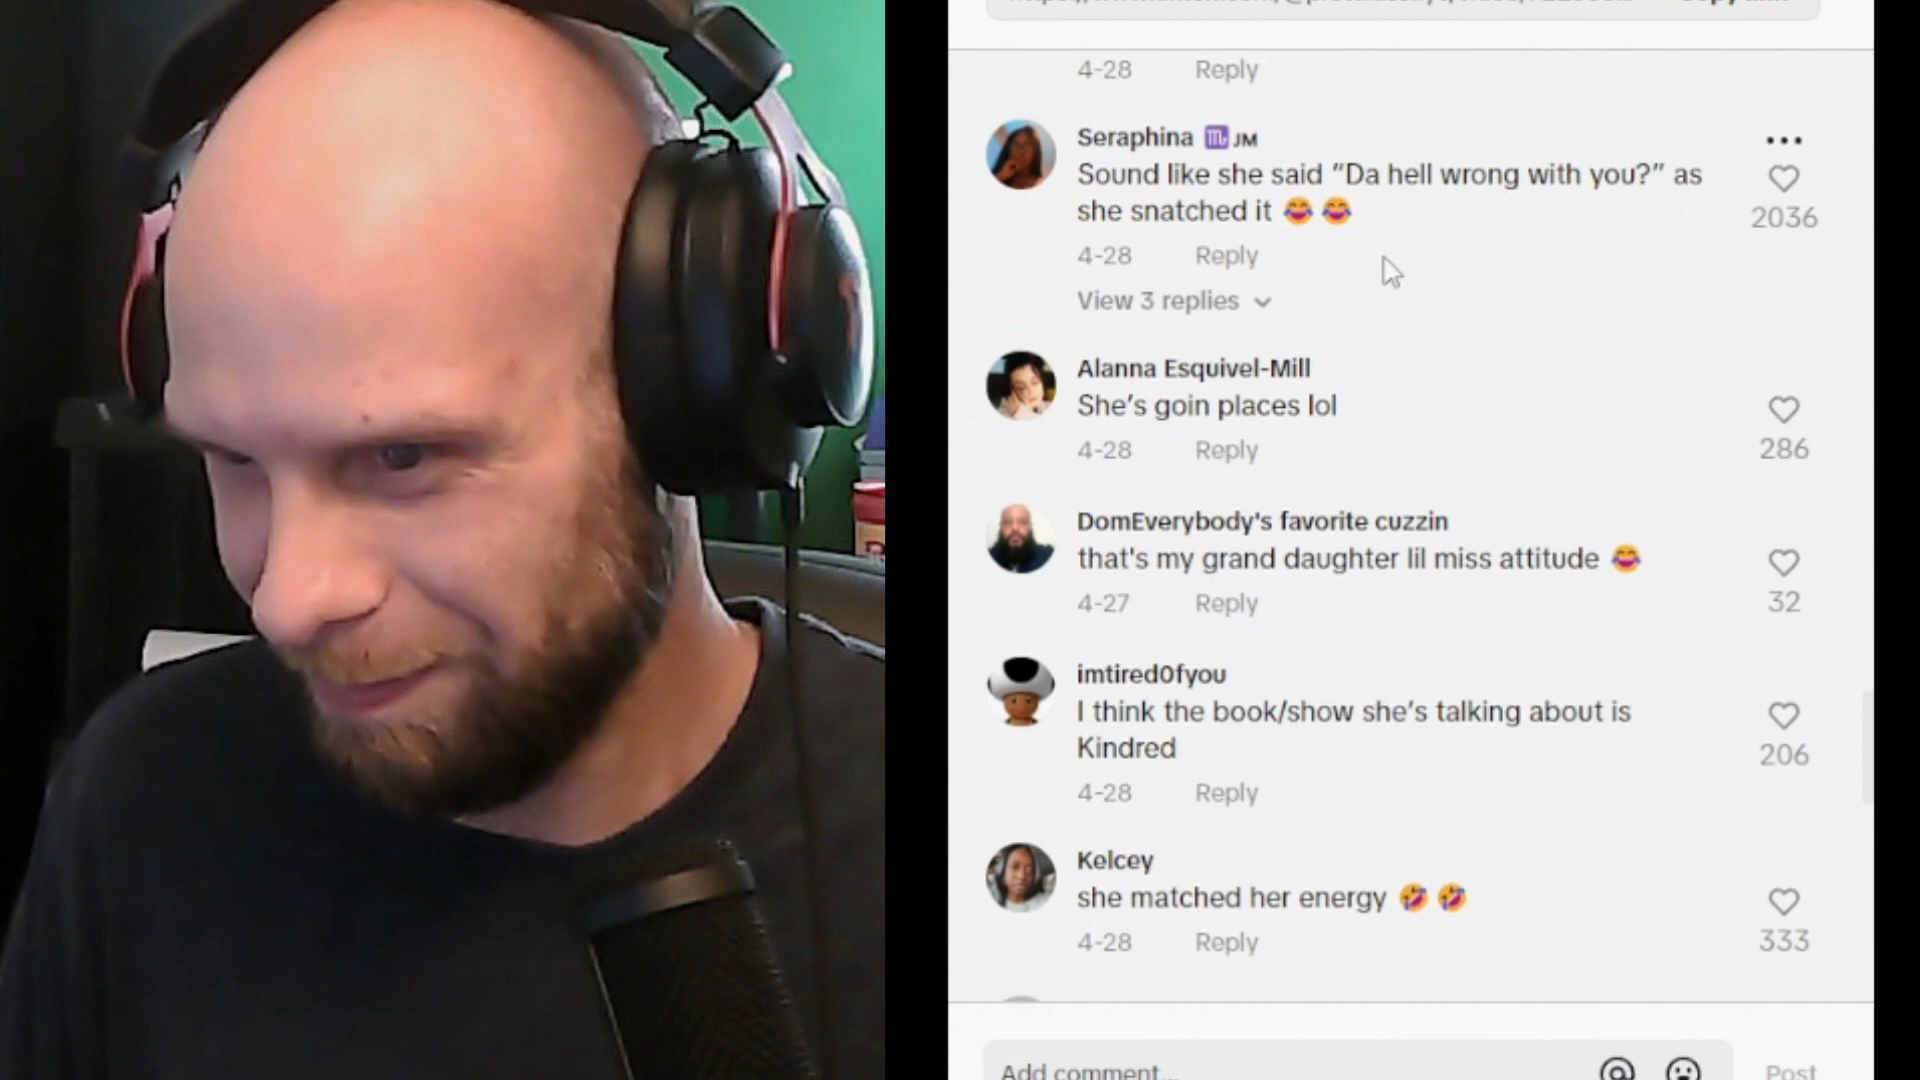 4-28 Reply
Seraphina ♏ JM
Sound like she said “Da hell wrong with you?” as
she snatched it 😂 😂
2036
4-28 Reply
View 3 replies
Alanna Esquivel-Mill
She’s goin places lol
286
4-28 Reply
DomEverybody's favorite cuzzin
that's my grand daughter lil miss attitude 😂
32
4-27 Reply
imtired0fyou
I think the book/show she’s talking about is
Kindred
206
4-28 Reply
Kelcey
she matched her energy 🤣 🤣
333
4-28 Reply
Add comment...
Post